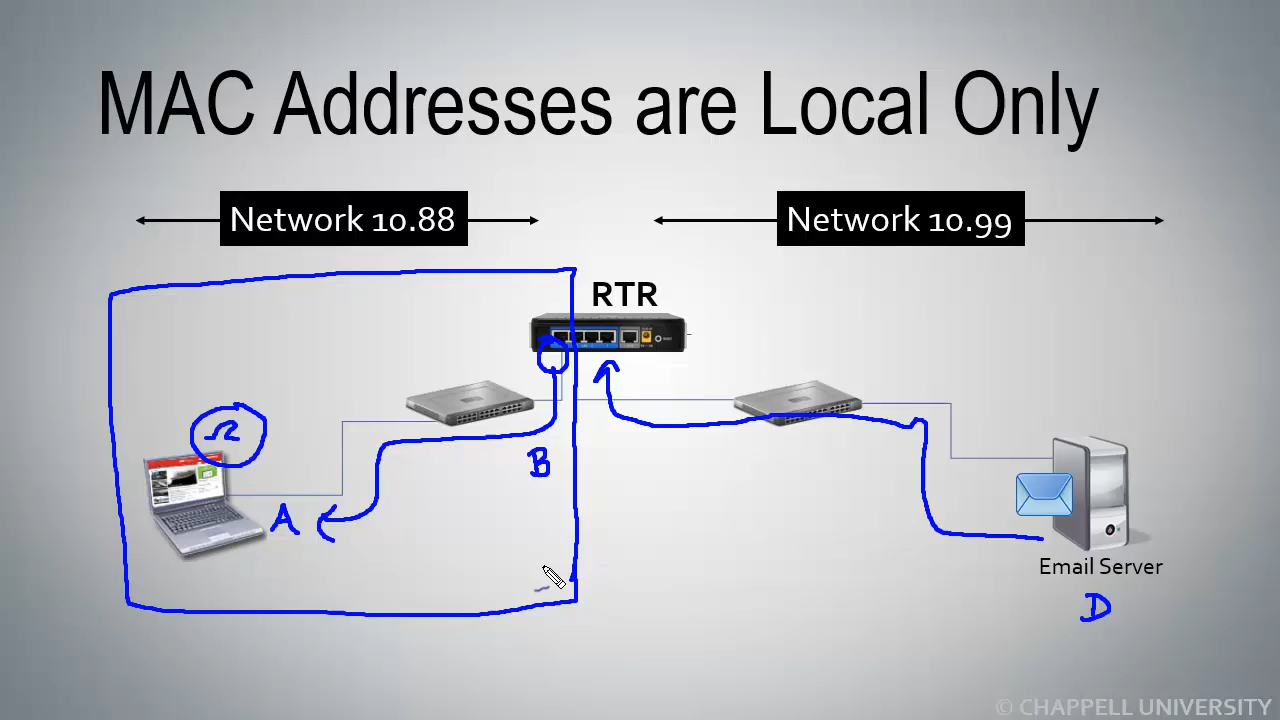 MAC Addresses are Local Only
Network 10.88
Network 10.99
RTR
B
A
Email Server
D
© CHAPPELL UNIVERSITY